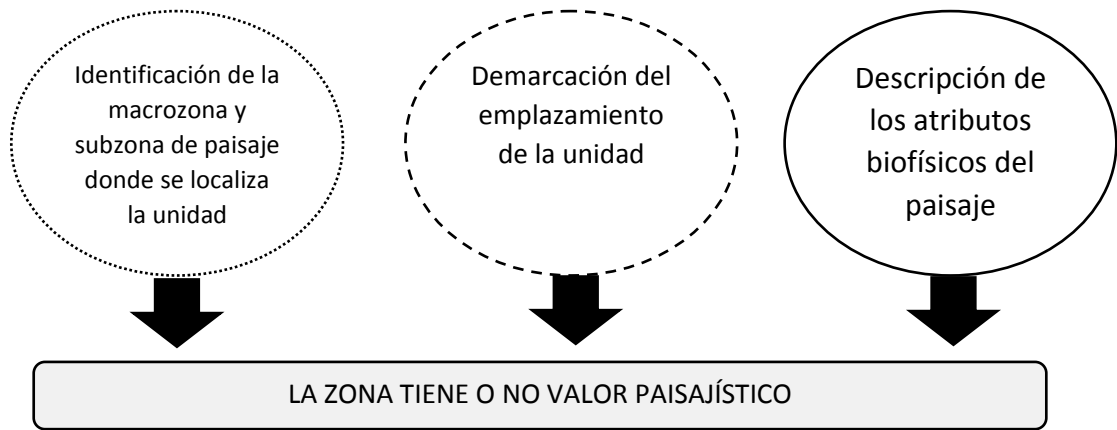 Identificación de la
macrozona y
subzona de paisaje
donde se localiza
la unidad
Demarcación del
emplazamiento
de la unidad
Descripción de
los atributos
biofísicos del
paisaje
LA ZONA TIENE O NO VALOR PAISAJÍSTICO